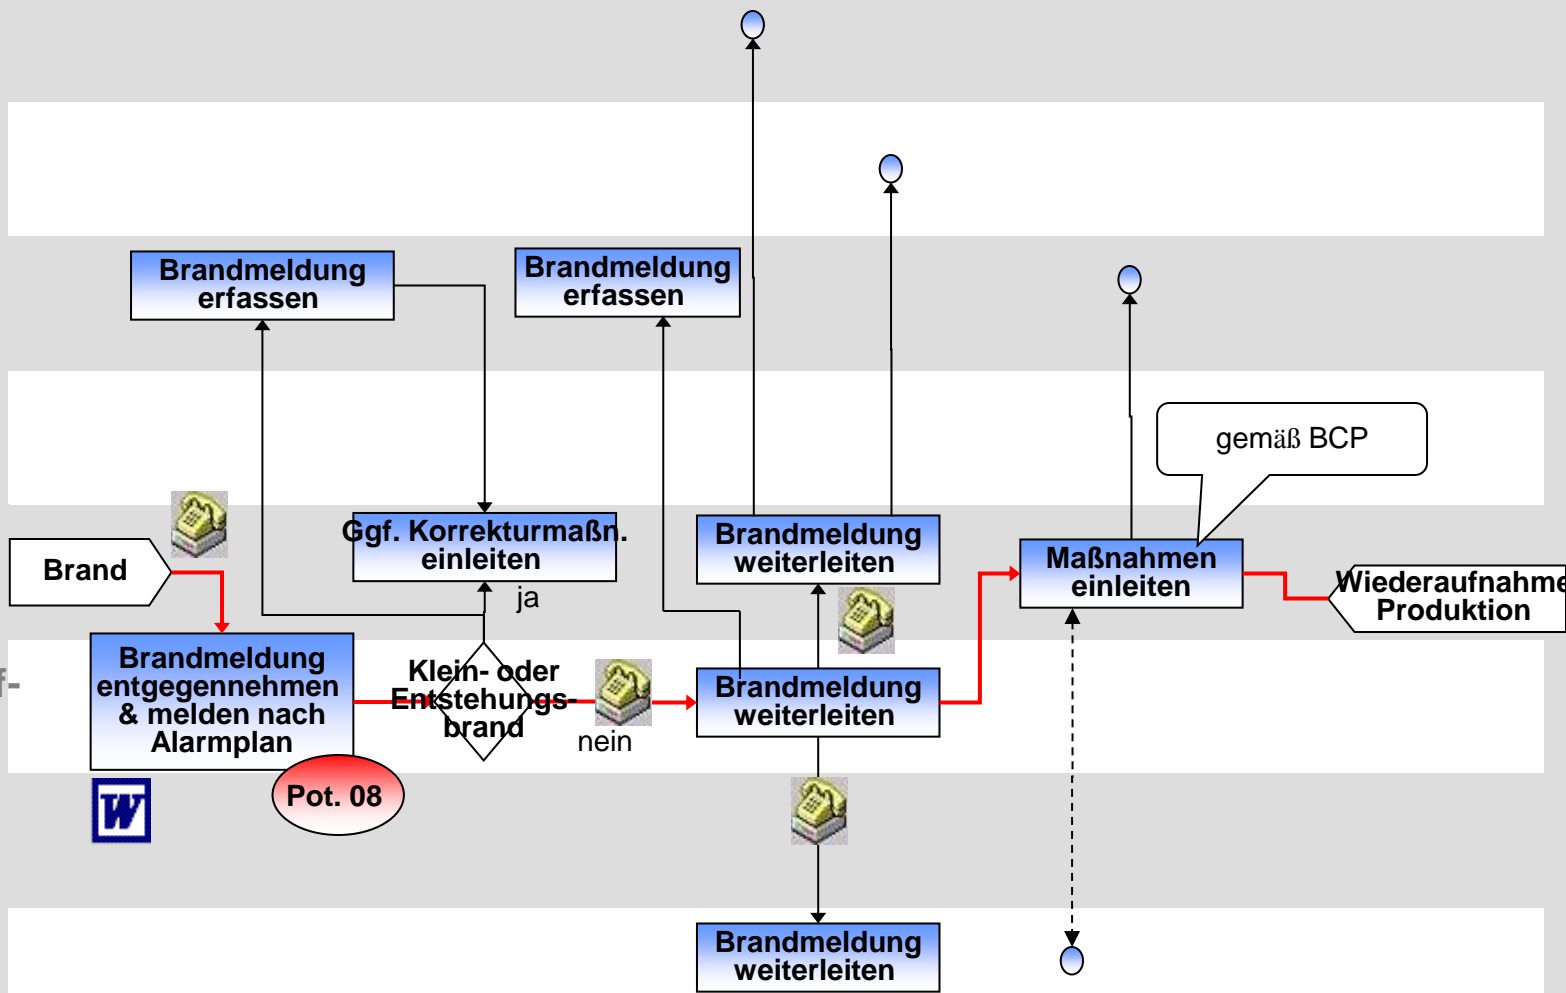 Brandmeldung
erfassen
Brandmeldung
erfassen
gemäß BCP
Ggf. Korrekturmaßn.
einleiten
Brandmeldung
weiterleiten
Maßnahmen
einleiten
Brand
Wiederaufnahme
Produktion
ja
Brandmeldung
entgegennehmen
& melden nach
Alarmplan
Klein- oder
Entstehungs-
brand
nein
Brandmeldung
weiterleiten
f-
Pot. 08
W
Brandmeldung
weiterleiten